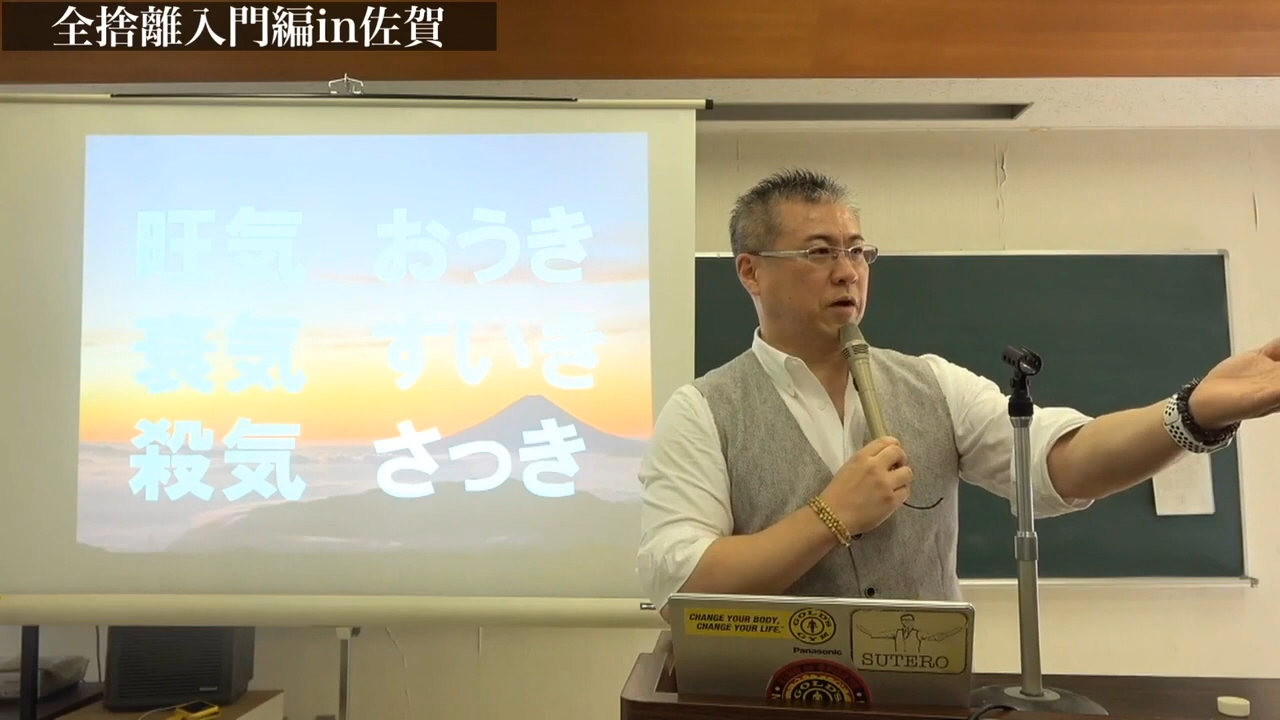 全捨離入門編in佐賀
旺気 おうき
衰気 すいき
殺気 さっき
CHANGE YOUR BODY,
CHANGE YOUR LIFE.
GOLD'S GYM
Panasonic
SUTERO
GOLD'S